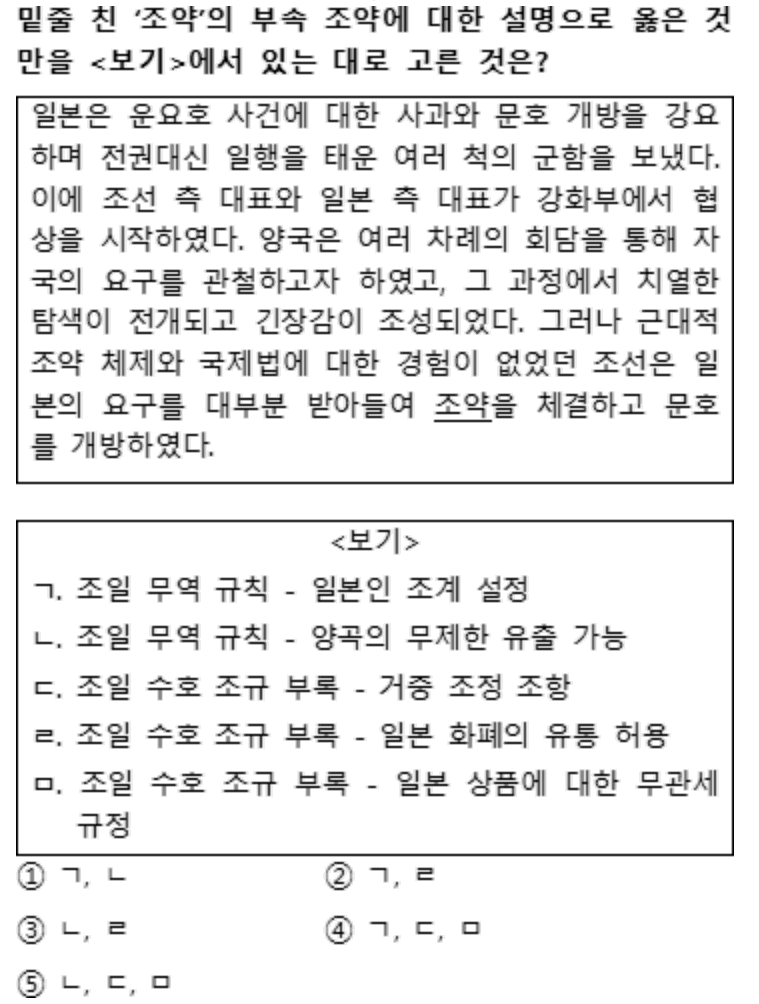 밑줄 친 ‘조약’의 부속 조약에 대한 설명으로 옳은 것
만을 <보기>에서 있는 대로 고른 것은?
일본은 운요호 사건에 대한 사과와 문호 개방을 강요
하며 전권대신 일행을 태운 여러 척의 군함을 보냈다.
이에 조선 측 대표와 일본 측 대표가 강화부에서 협
상을 시작하였다. 양국은 여러 차례의 회담을 통해 자
국의 요구를 관철하고자 하였고, 그 과정에서 치열한
탐색이 전개되고 긴장감이 조성되었다. 그러나 근대적
조약 체제와 국제법에 대한 경험이 없었던 조선은 일
본의 요구를 대부분 받아들여 조약을 체결하고 문호
를 개방하였다.
<보기>
ㄱ. 조일 무역 규칙 - 일본인 조계 설정
ㄴ. 조일 무역 규칙 - 양곡의 무제한 유출 가능
ㄷ. 조일 수호 조규 부록 - 거중 조정 조항
ㄹ. 조일 수호 조규 부록 - 일본 화폐의 유통 허용
ㅁ. 조일 수호 조규 부록 - 일본 상품에 대한 무관세
규정
① ㄱ, ㄴ ② ㄱ, ㄹ
③ ㄴ, ㄹ ④ ㄱ, ㄷ, ㅁ
⑤ ㄴ, ㄷ, ㅁ